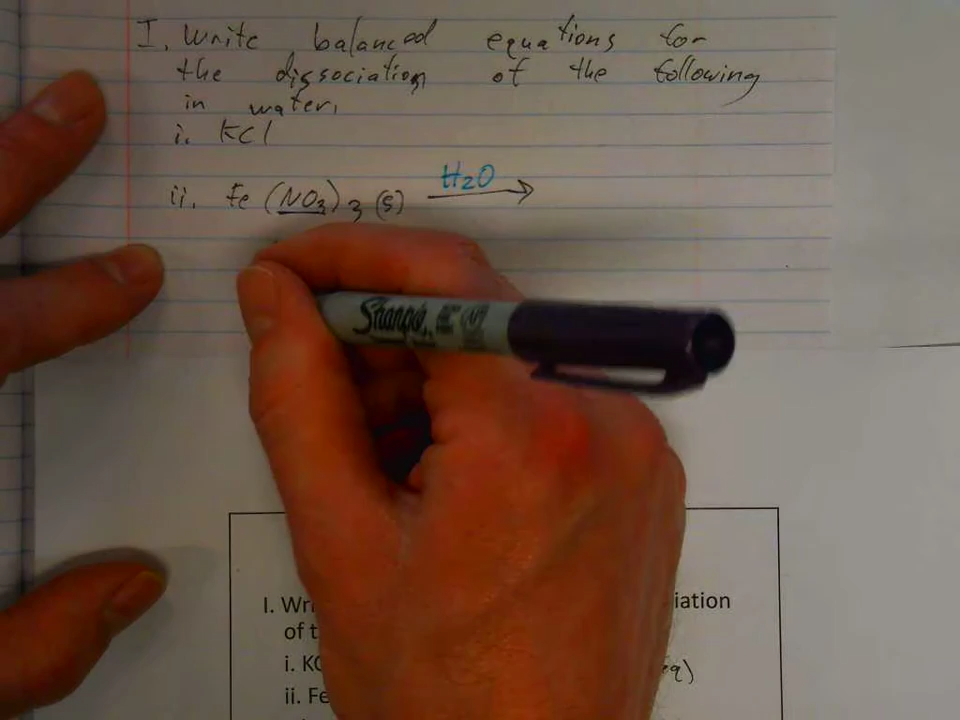 I. Write balanced equations for
the dissociation of the following
in water,
i. KCl
H₂O
ii. Fe (NO₃)₃ (s) →
Sharpie
I. Wri iation
of t
i. KC q)
ii. Fe